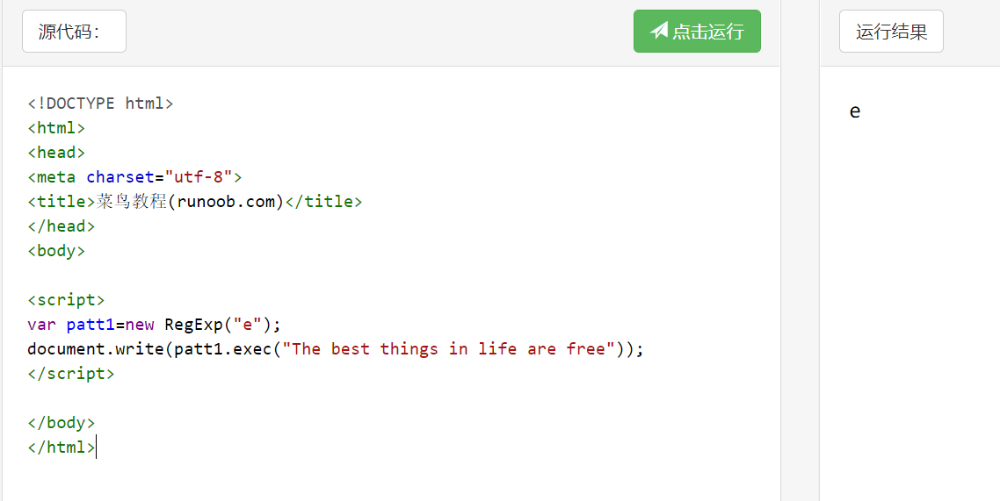 源代码：
点击运行
运行结果
<!DOCTYPE html>
<html>
<head>
<meta charset="utf-8">
<title>菜鸟教程(runoob.com)</title>
</head>
<body>
<script>
var patt1=new RegExp("e");
document.write(patt1.exec("The best things in life are free"));
</script>
</body>
</html>
e